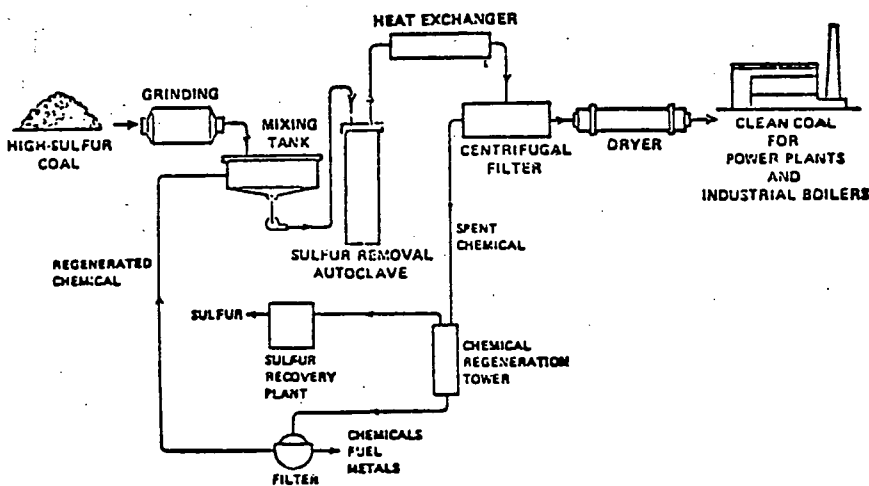 HEAT EXCHANGER
GRINDING
MIXING
TANK
HIGH-SULFUR
COAL
CENTRIFUGAL
FILTER
DRYER
CLEAN COAL
FOR
POWER PLANTS
AND
INDUSTRIAL BOILERS
SULFUR REMOVAL
AUTOCLAVE
SPENT
CHEMICAL
REGENERATED
CHEMICAL
SULFUR
SULFUR
RECOVERY
PLANT
CHEMICAL
REGENERATION
TOWER
CHEMICALS
FUEL
METALS
FILTER